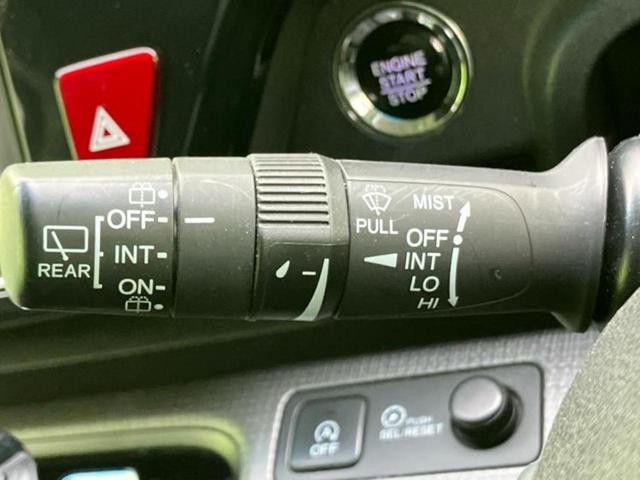 ENGINE
START
STOP
OFF
INT
ON
REAR
PULL
MIST
OFF
INT
LO
HI
OFF
PUSH
SEL/RESET